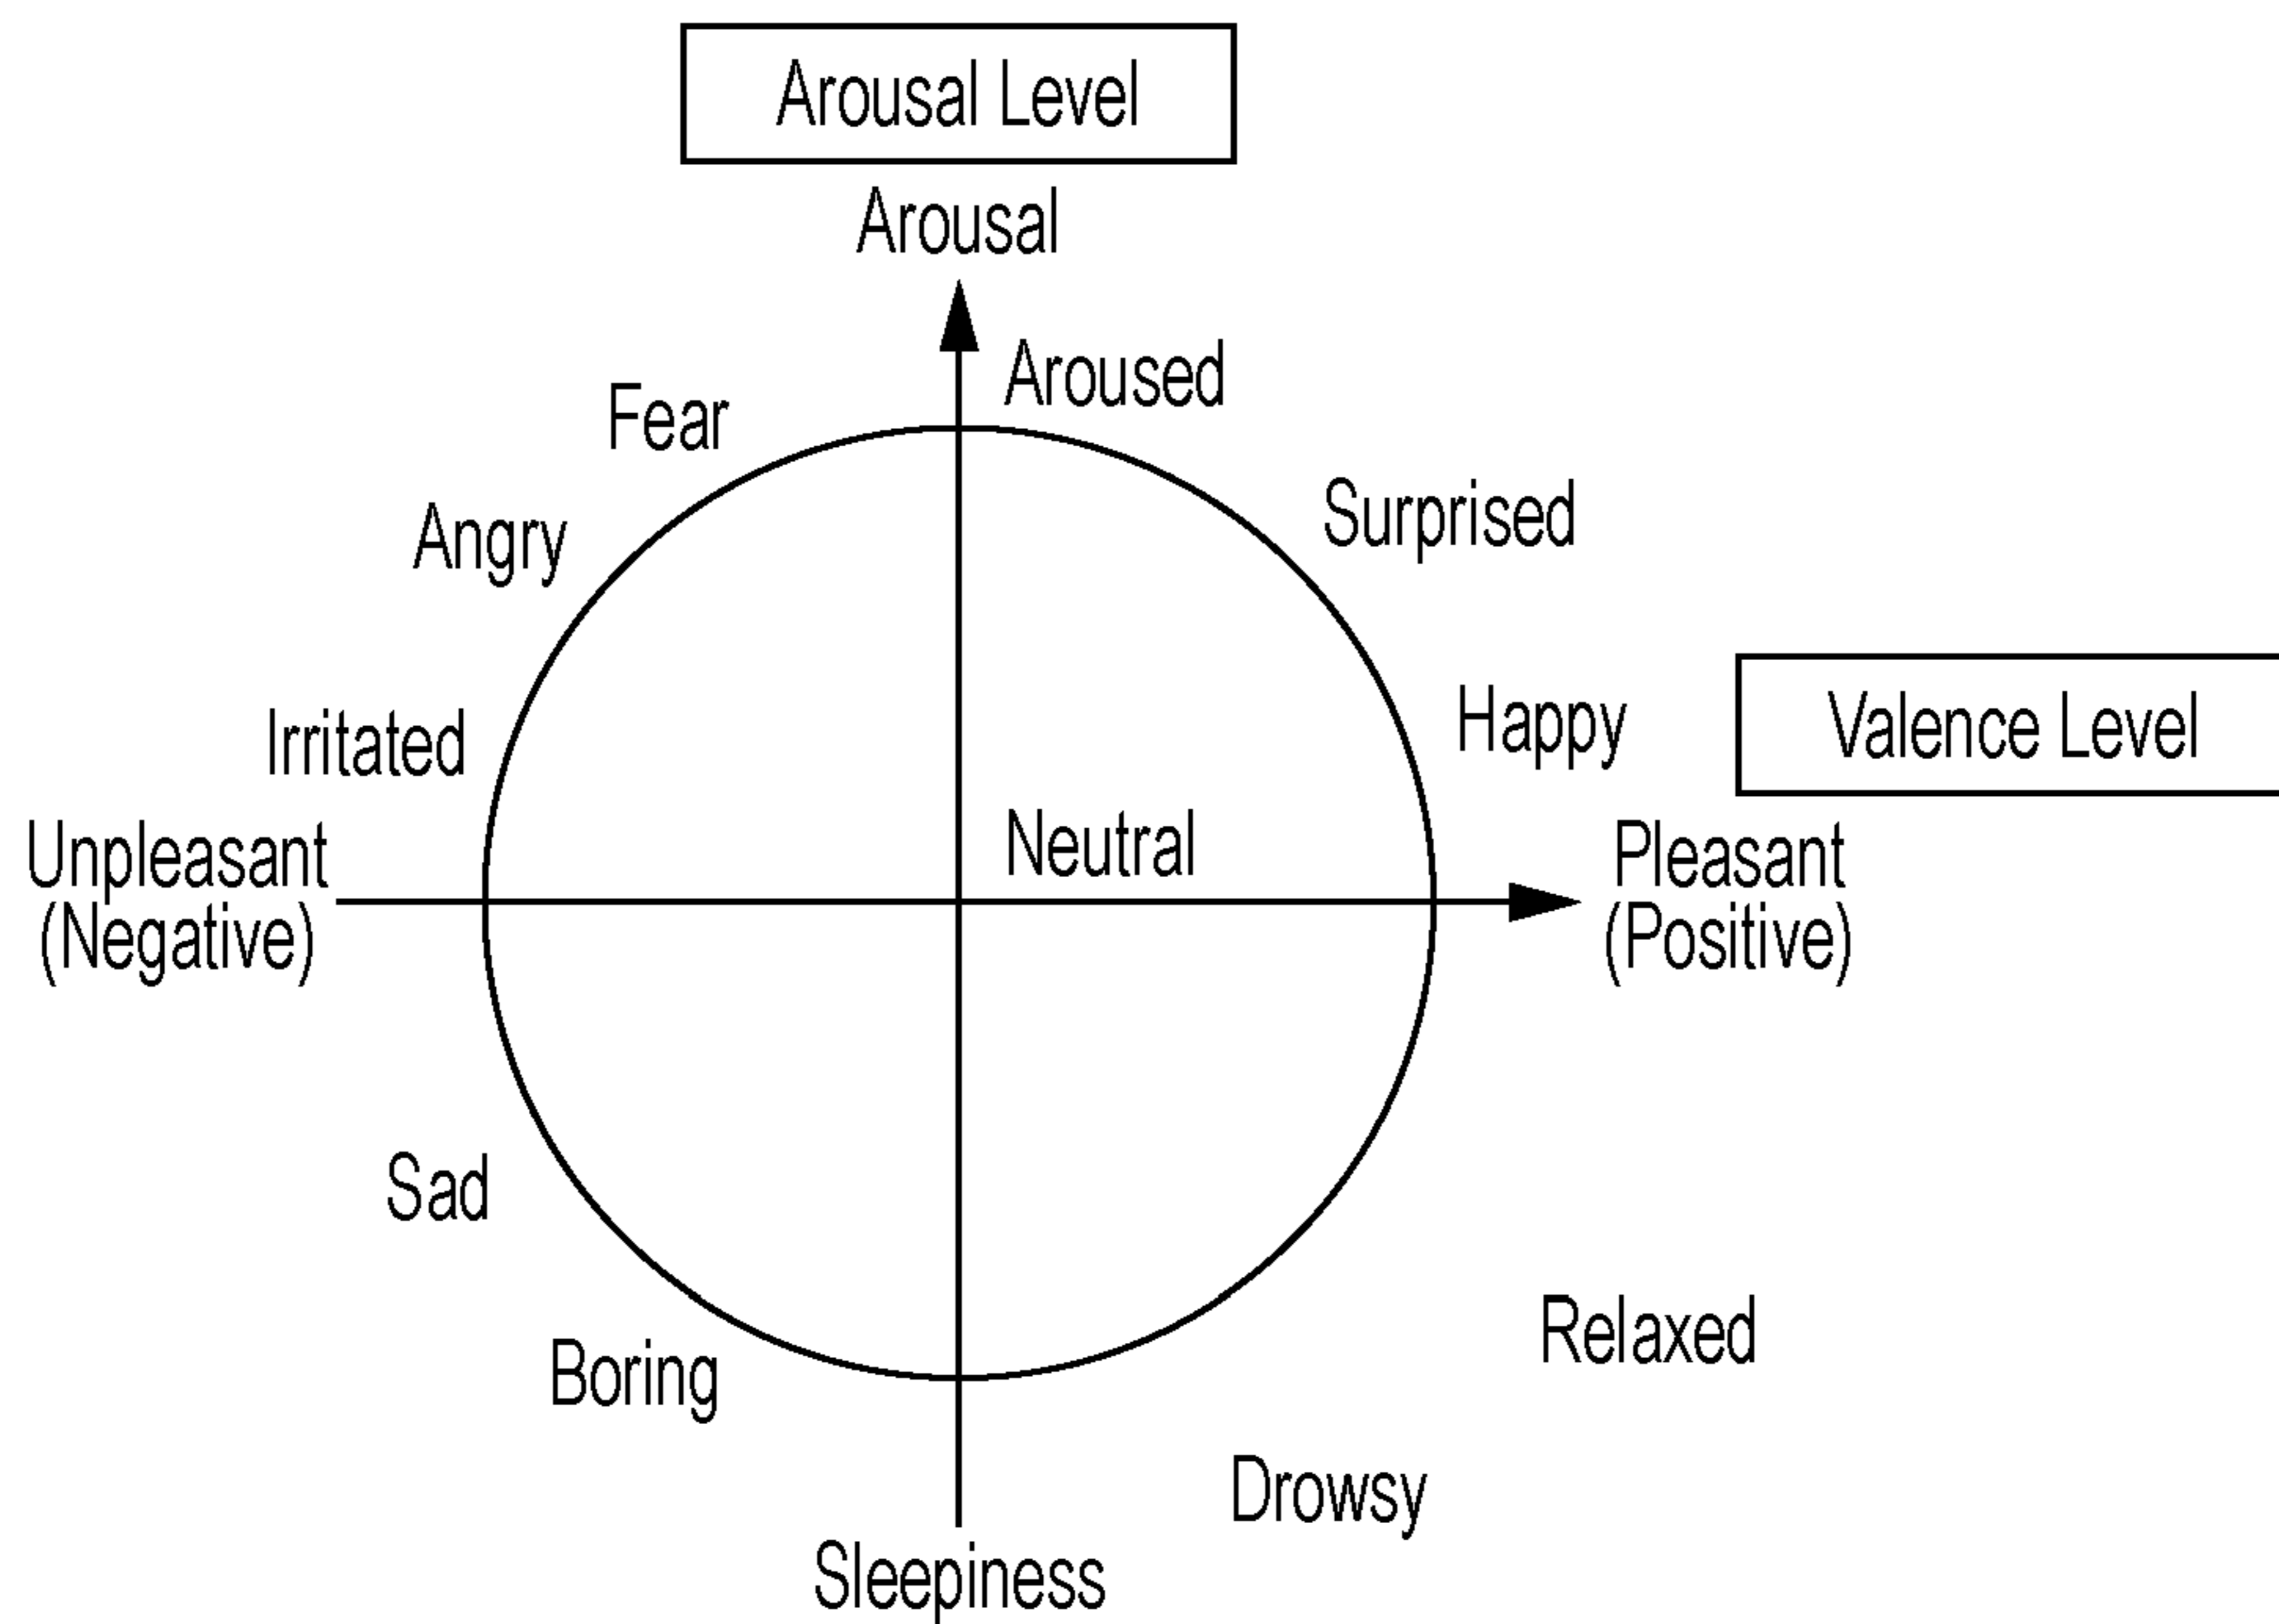 Arousal Level
Arousal
Aroused
Fear
Surprised
Angry
Happy
Valence Level
Irritated
Neutral
Unpleasant
(Negative)
Pleasant
(Positive)
Sad
Relaxed
Boring
Drowsy
Sleepiness